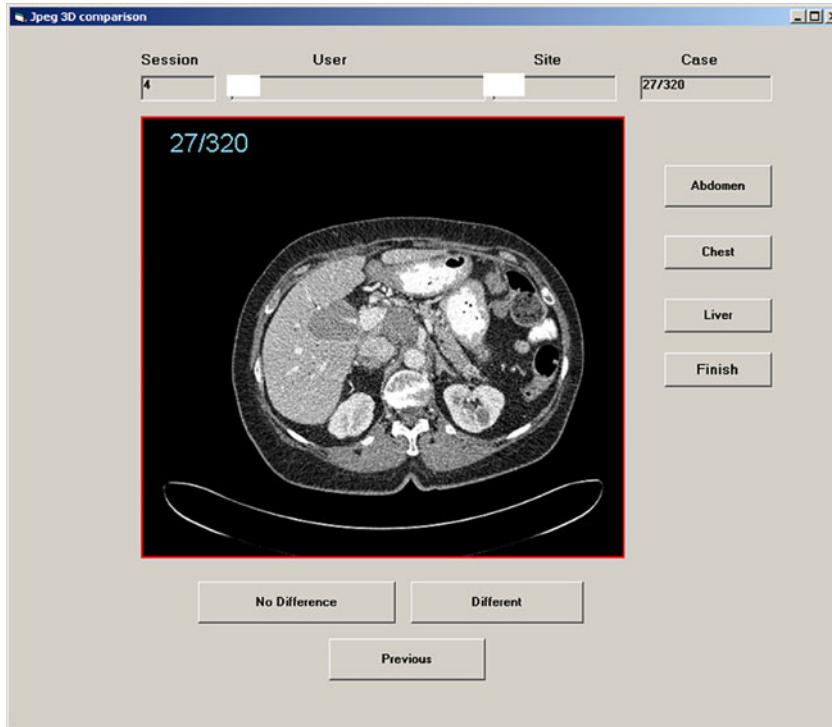 Jpeg 3D comparison
Session User Site Case
4 27/320
27/320
Abdomen
Chest
Liver
Finish
No Difference Different
Previous